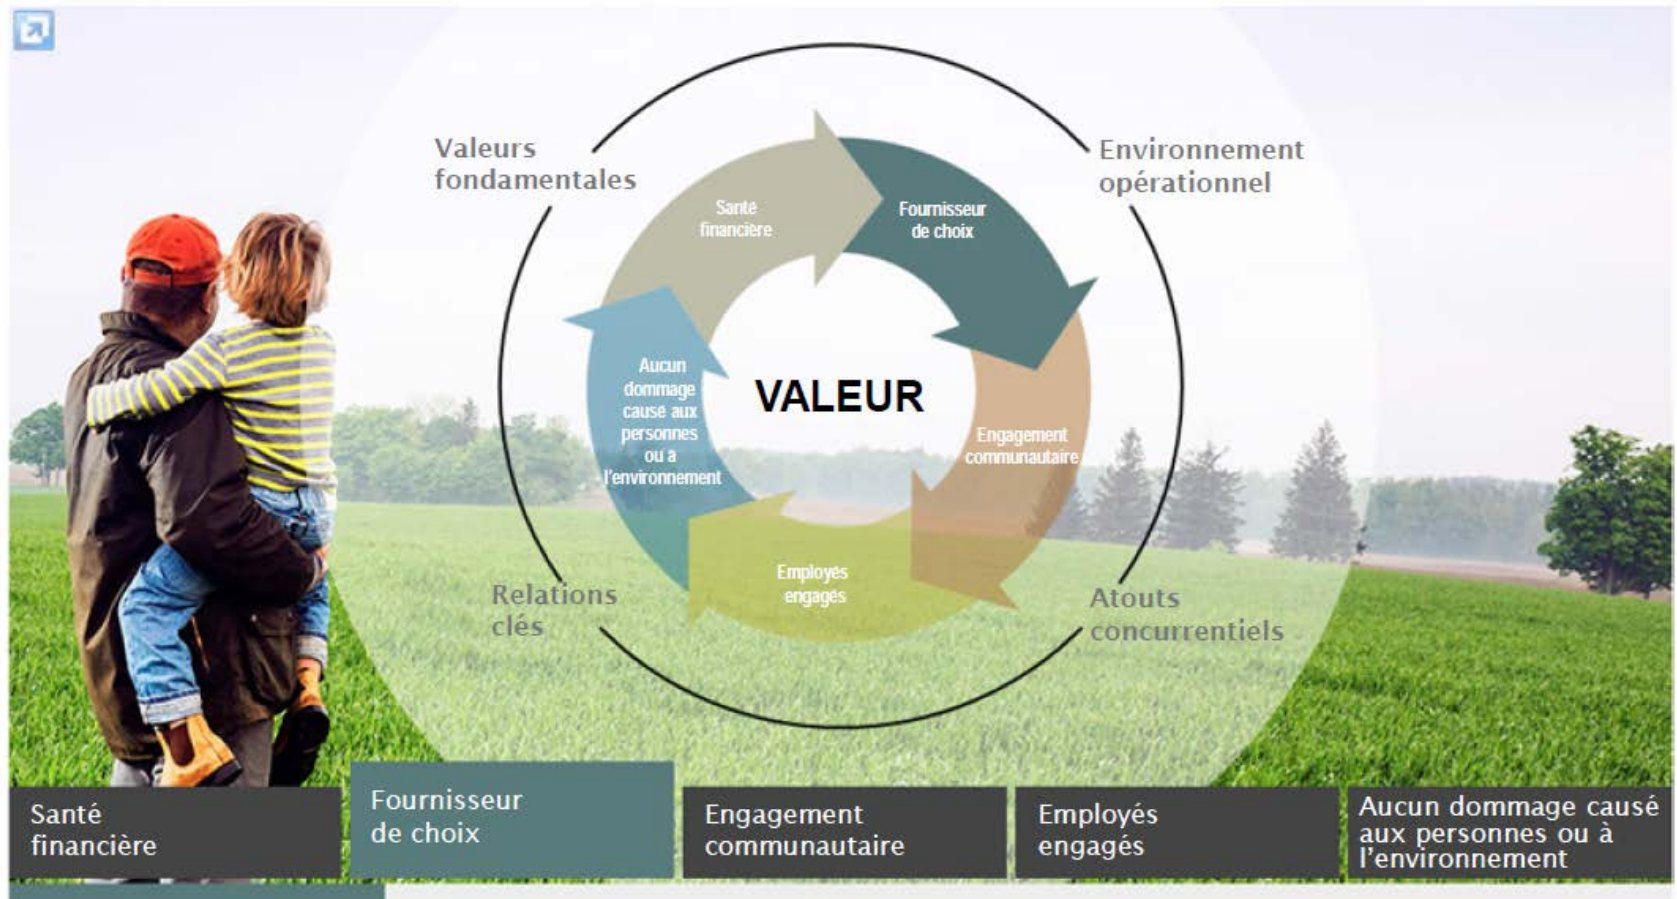 Valeurs
fondamentales
Environnement
opérationnel
Santé
financière
Fournisseur
de choix
Aucun
dommage
causé aux
personnes
ou à
l'environnement
VALEUR
Engagement
communautaire
Employés
engagés
Relations
clés
Atouts
concurrentiels
Santé
financière
Fournisseur
de choix
Engagement
communautaire
Employés
engagés
Aucun dommage causé
aux personnes ou à
l'environnement